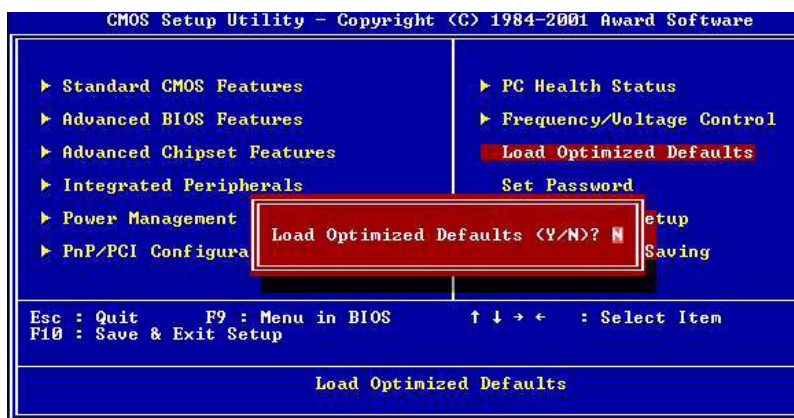 CMOS Setup Utility - Copyright (C) 1984-2001 Award Software
Standard CMOS Features
Advanced BIOS Features
Advanced Chipset Features
Integrated Peripherals
Power Management
PnP/PCI
PC Health Status
Frequency/Voltage Control
Load Optimized Defaults
Set Password
Saving
Load Optimized Defaults (Y/N)? N
Esc : Quit F9 : Menu in BIOS ↑ ↓ → ← : Select Item
F10 : Save & Exit Setup
Load Optimized Defaults